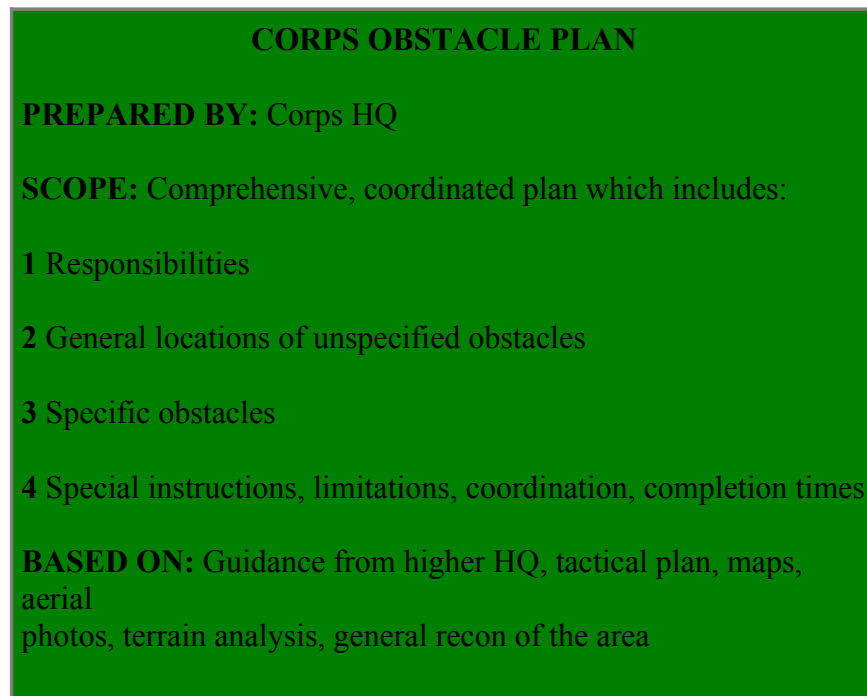 CORPS OBSTACLE PLAN
PREPARED BY: Corps HQ
SCOPE: Comprehensive, coordinated plan which includes:
1 Responsibilities
2 General locations of unspecified obstacles
3 Specific obstacles
4 Special instructions, limitations, coordination, completion times
BASED ON: Guidance from higher HQ, tactical plan, maps,
aerial
photos, terrain analysis, general recon of the area